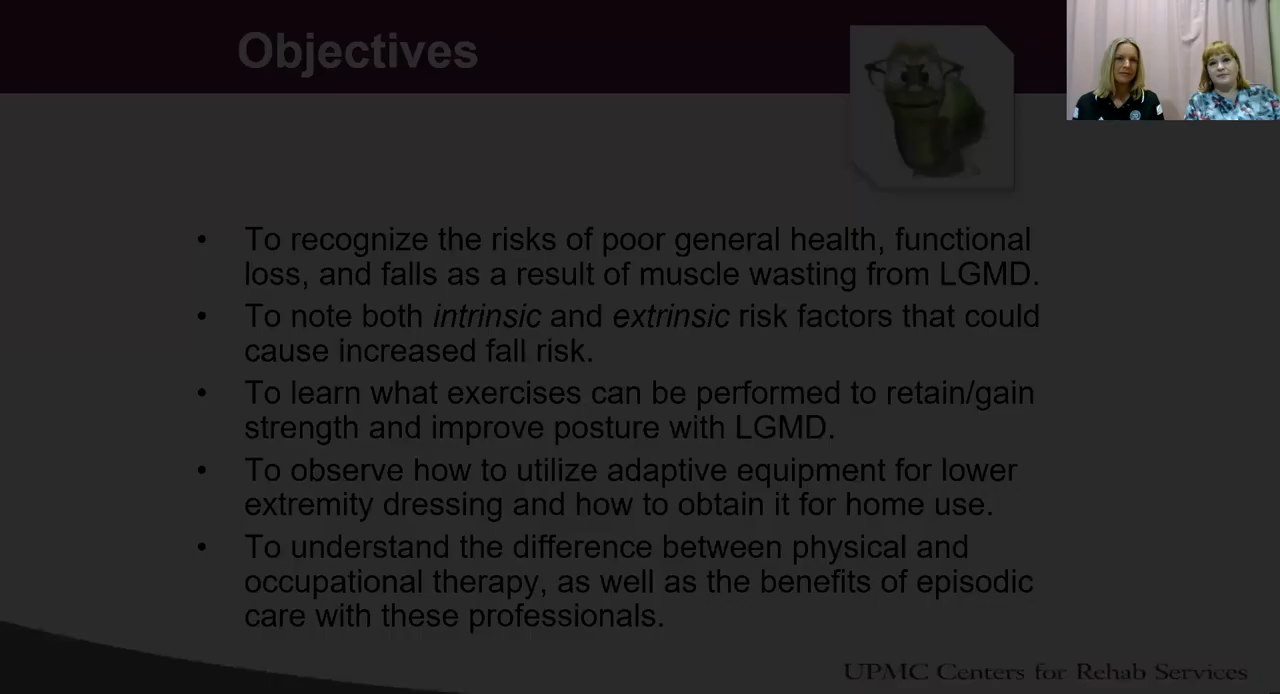 Objectives
• To recognize the risks of poor general health, functional
loss, and falls as a result of muscle wasting from LGMD.
• To note both intrinsic and extrinsic risk factors that could
cause increased fall risk.
• To learn what exercises can be performed to retain/gain
strength and improve posture with LGMD.
• To observe how to utilize adaptive equipment for lower
extremity dressing and how to obtain it for home use.
• To understand the difference between physical and
occupational therapy, as well as the benefits of episodic
care with these professionals.
UPMC Centers for Rehab Services